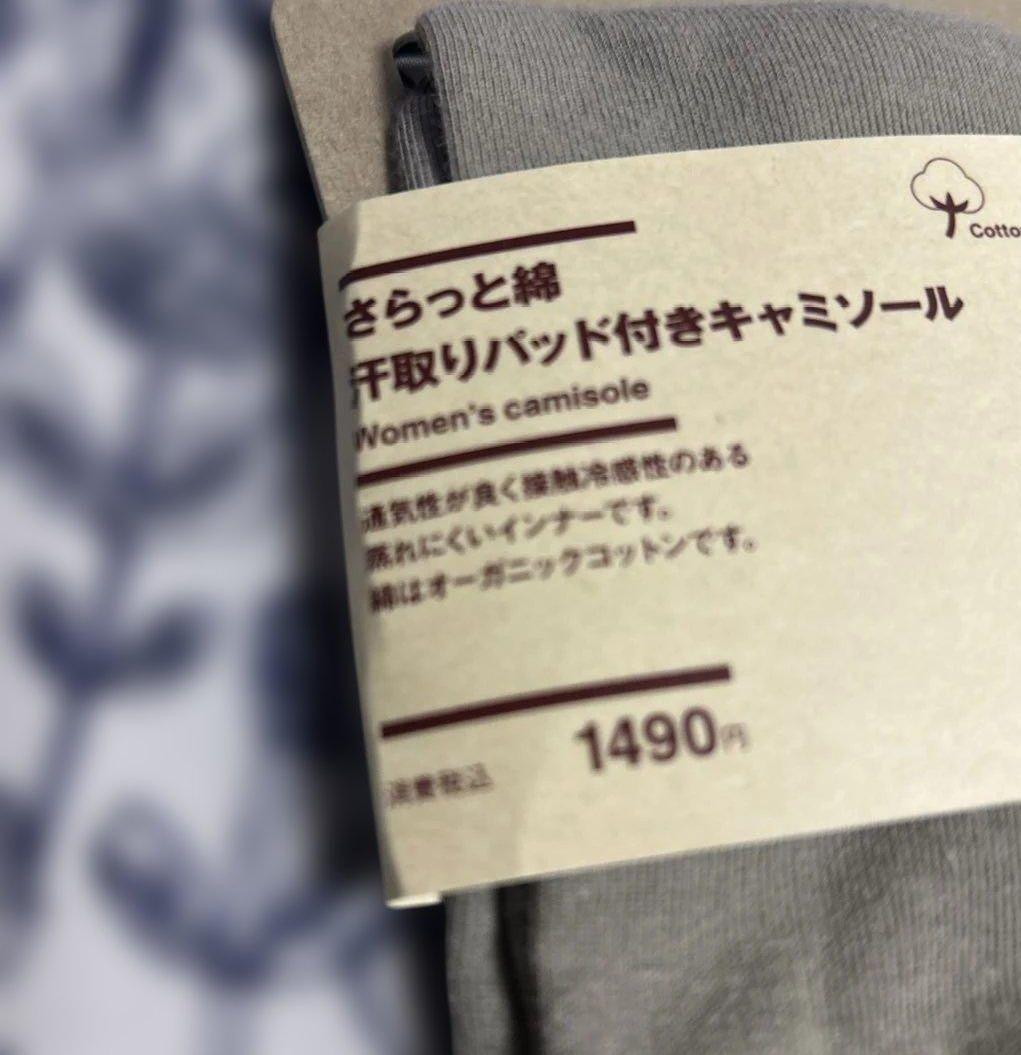 Cotto
さらっと綿
汗取りパッド付きキャミソール
Women's camisole
通気性が良く接触冷感性のある
蒸れにくいインナーです。
綿はオーガニックコットンです。
1490円
消費税込